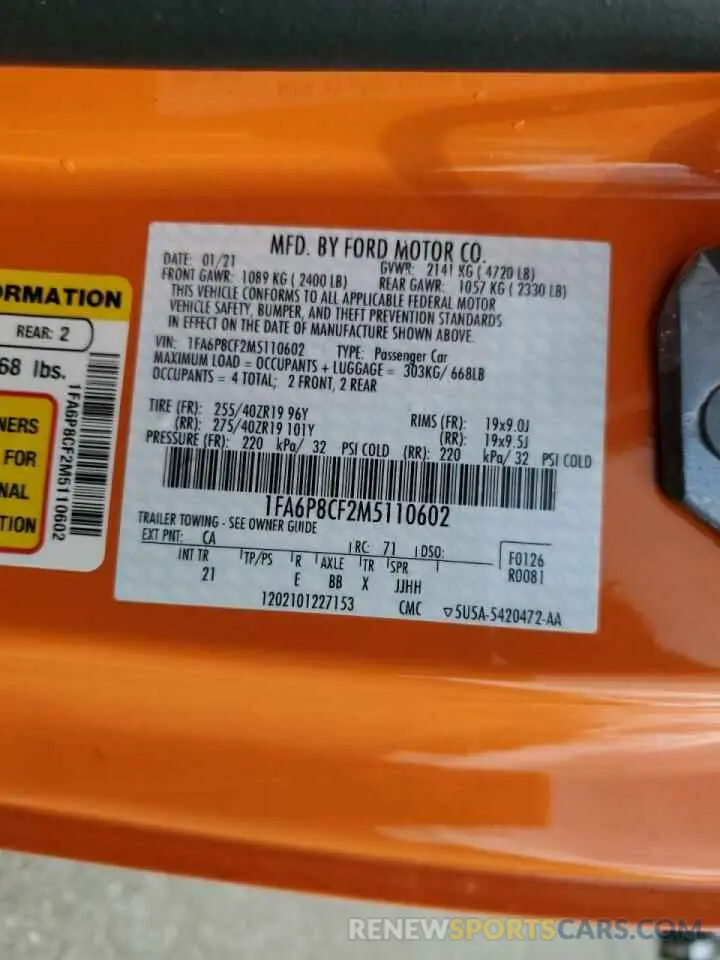 MFD. BY FORD MOTOR CO.
DATE: 01/21 GVWR: 2141 KG ( 4720 LB)
FRONT GAWR: 1089 KG ( 2400 LB) REAR GAWR: 1057 KG ( 2330 LB)
THIS VEHICLE CONFORMS TO ALL APPLICABLE FEDERAL MOTOR
VEHICLE SAFETY, BUMPER, AND THEFT PREVENTION STANDARDS
IN EFFECT ON THE DATE OF MANUFACTURE SHOWN ABOVE.
VIN: 1FA6P8CF2M5110602 TYPE: Passenger Car
MAXIMUM LOAD = OCCUPANTS + LUGGAGE = 303KG/ 668LB
OCCUPANTS = 4 TOTAL; 2 FRONT, 2 REAR
TIRE (FR): 255/40ZR19 96Y RIMS (FR): 19x9.0J
(RR): 275/40ZR19 101Y (RR): 19x9.5J
PRESSURE (FR): 220 kPa/ 32 PSI COLD (RR): 220 kPa/ 32 PSI COLD
1FA6P8CF2M5110602
TRAILER TOWING - SEE OWNER GUIDE
EXT PNT: CA RC: 71 DSO: F0126
INT TR TP/PS R AXLE TR SPR R0081
21 E BB X JJHH
1202101227153 CMC 5U5A-5420472-AA
ORMATION
REAR: 2
68 lbs.
NERS
FOR
NAL
TION
1FA6P8CF2M5110602
RENEWSPORTSCARS.COM